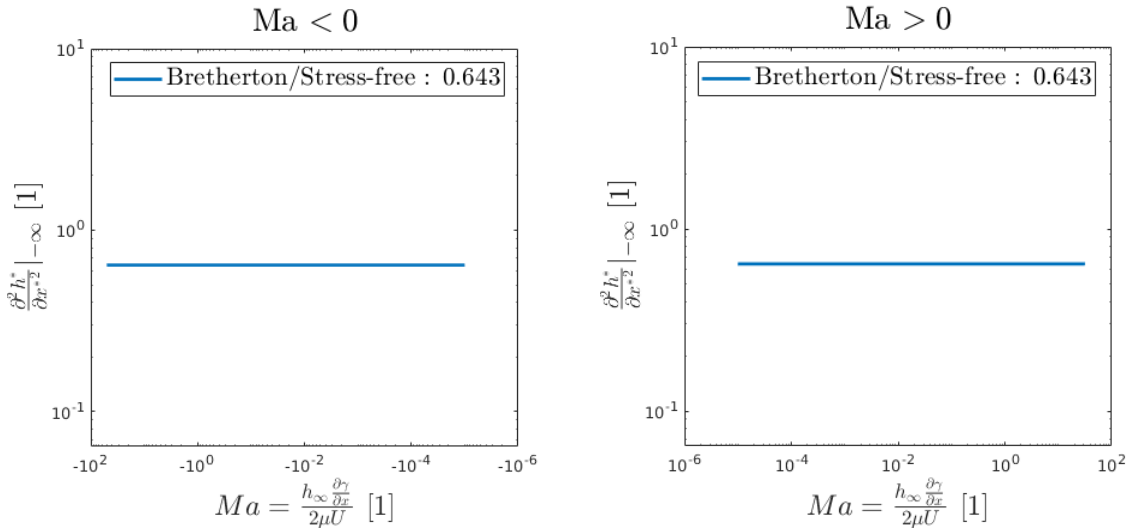 Ma < 0
10^1
10^0
10^-1
Bretherton/Stress-free : 0.643
∂²h*/∂x*² |−∞ [1]
-10^2 -10^0 -10^-2 -10^-4 -10^-6
Ma = h∞ ∂γ/∂x / 2μU [1]
Ma > 0
10^1
10^0
10^-1
Bretherton/Stress-free : 0.643
∂²h*/∂x*² |−∞ [1]
10^-6 10^-4 10^-2 10^0 10^2
Ma = h∞ ∂γ/∂x / 2μU [1]